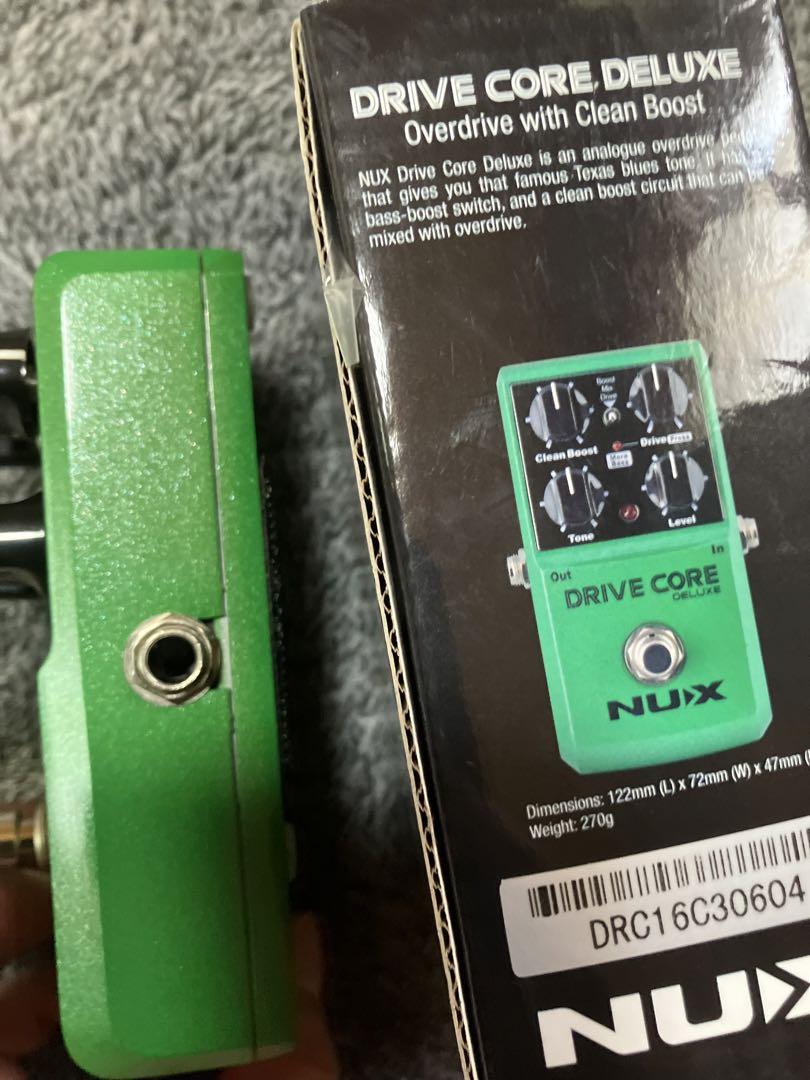 DRIVE CORE DELUXE
Overdrive with Clean Boost
NUX Drive Core Deluxe is an analogue overdrive
that gives you that famous Texas blues tone. It
bass-boost switch, and a clean boost circuit that can
mixed with overdrive.
Boost
Mix
Drive
Clean Boost
Drive Press
More
Bass
Tone
Level
Out
In
DRIVE CORE
DELUXE
NUX
Dimensions: 122mm (L) x 72mm (W) x 47mm
Weight: 270g
DRC16C30604
NUX